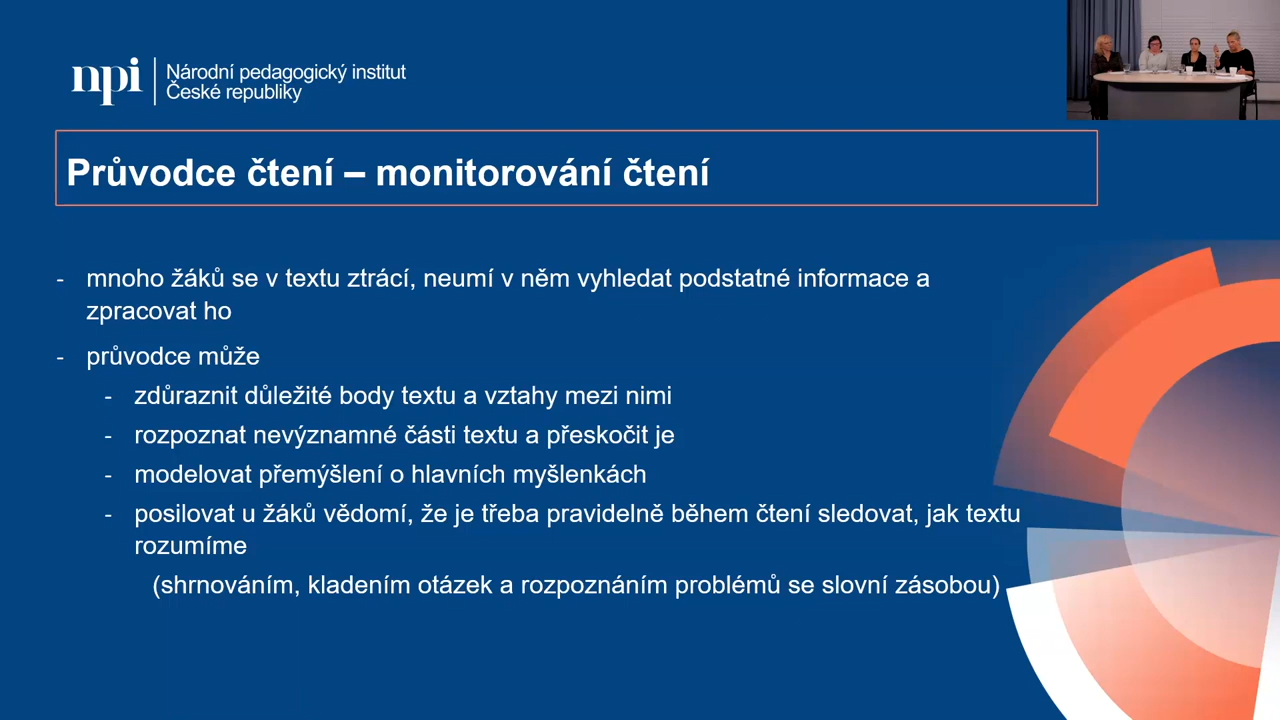 npi
Národní pedagogický institut
České republiky
Průvodce čtení – monitorování čtení
- mnoho žáků se v textu ztrácí, neumí v něm vyhledat podstatné informace a
zpracovat ho
- průvodce může
- zdůraznit důležité body textu a vztahy mezi nimi
- rozpoznat nevýznamné části textu a přeskočit je
- modelovat přemýšlení o hlavních myšlenkách
- posilovat u žáků vědomí, že je třeba pravidelně během čtení sledovat, jak textu
rozumíme
(shrnováním, kladením otázek a rozpoznáním problémů se slovní zásobou)